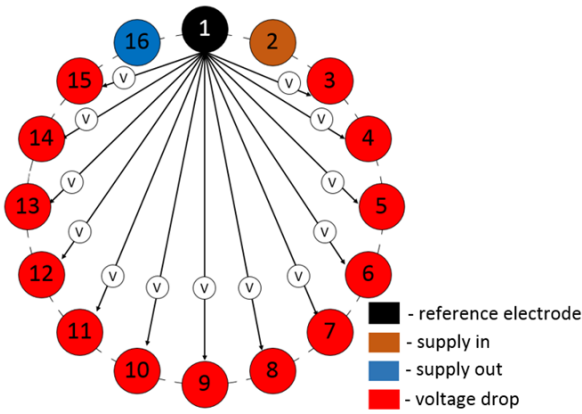 1
16
2
15
V
V
3
14
V
V
4
13
V
V
5
12
V
V
6
11
V
V
V
V
V
7
10
9
8
- reference electrode
- supply in
- supply out
- voltage drop